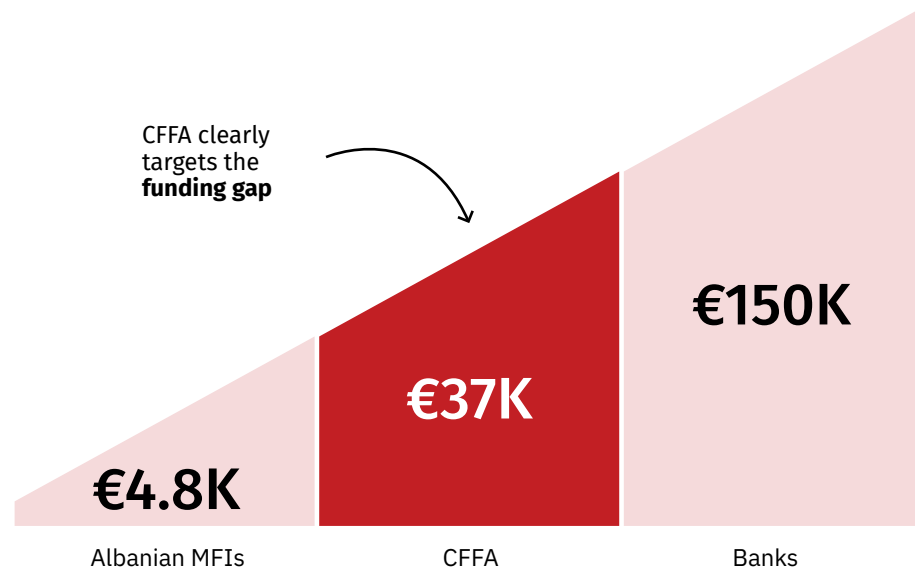 CFFA clearly
targets the
funding gap
€150K
€37K
€4.8K
Albanian MFIs
CFFA
Banks